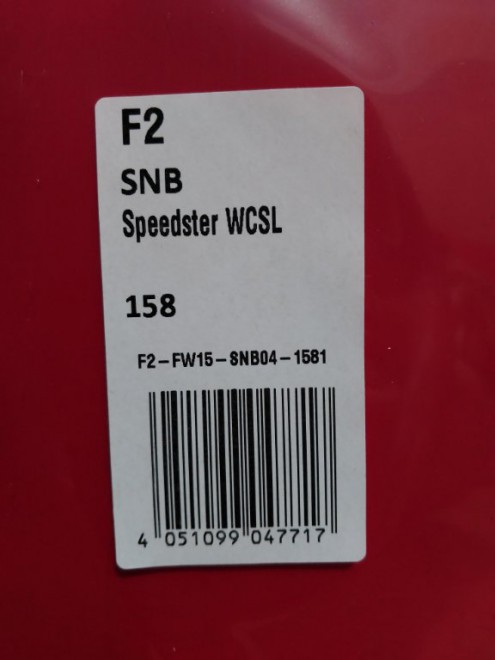 F2
SNB
Speedster WCSL
158
F2-FW15-SNB04-1581
4 051099 047717